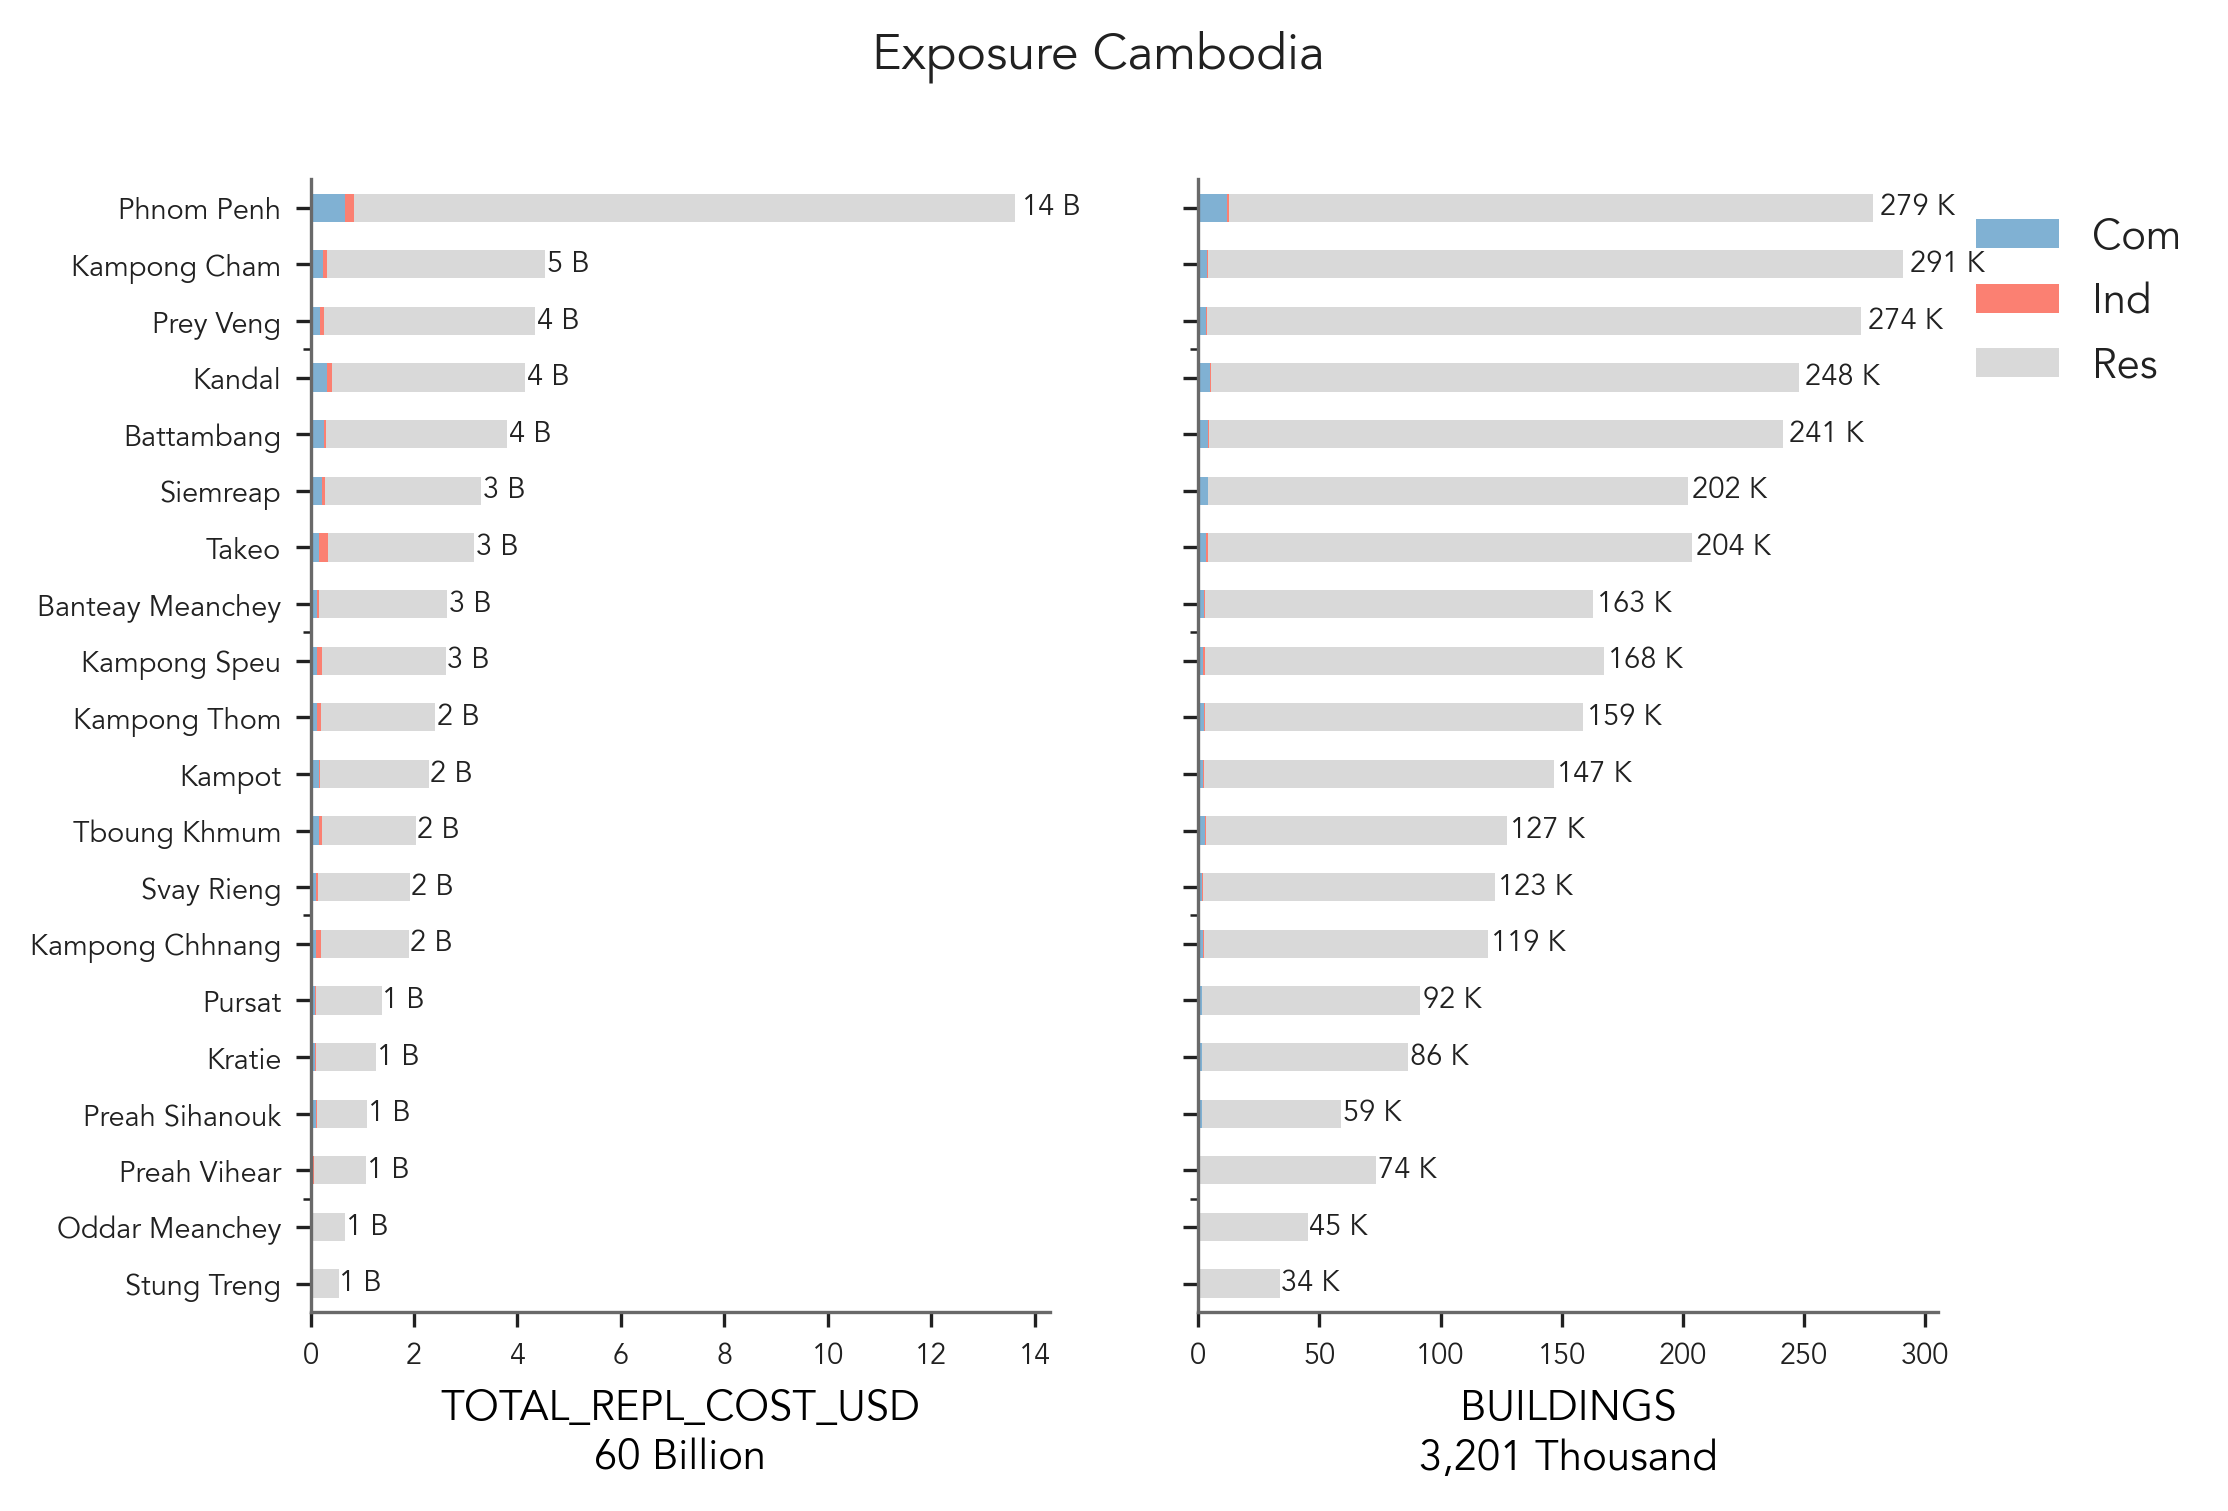 Exposure Cambodia
Phnom Penh 14 B 279 K
Kampong Cham 5 B 291 K
Prey Veng 4 B 274 K
Kandal 4 B 248 K
Battambang 4 B 241 K
Siemreap 3 B 202 K
Takeo 3 B 204 K
Banteay Meanchey 3 B 163 K
Kampong Speu 3 B 168 K
Kampong Thom 2 B 159 K
Kampot 2 B 147 K
Tboung Khmum 2 B 127 K
Svay Rieng 2 B 123 K
Kampong Chhnang 2 B 119 K
Pursat 1 B 92 K
Kratie 1 B 86 K
Preah Sihanouk 1 B 59 K
Preah Vihear 1 B 74 K
Oddar Meanchey 1 B 45 K
Stung Treng 1 B 34 K
0 2 4 6 8 10 12 14
TOTAL_REPL_COST_USD
60 Billion
0 50 100 150 200 250 300
BUILDINGS
3,201 Thousand
Com
Ind
Res